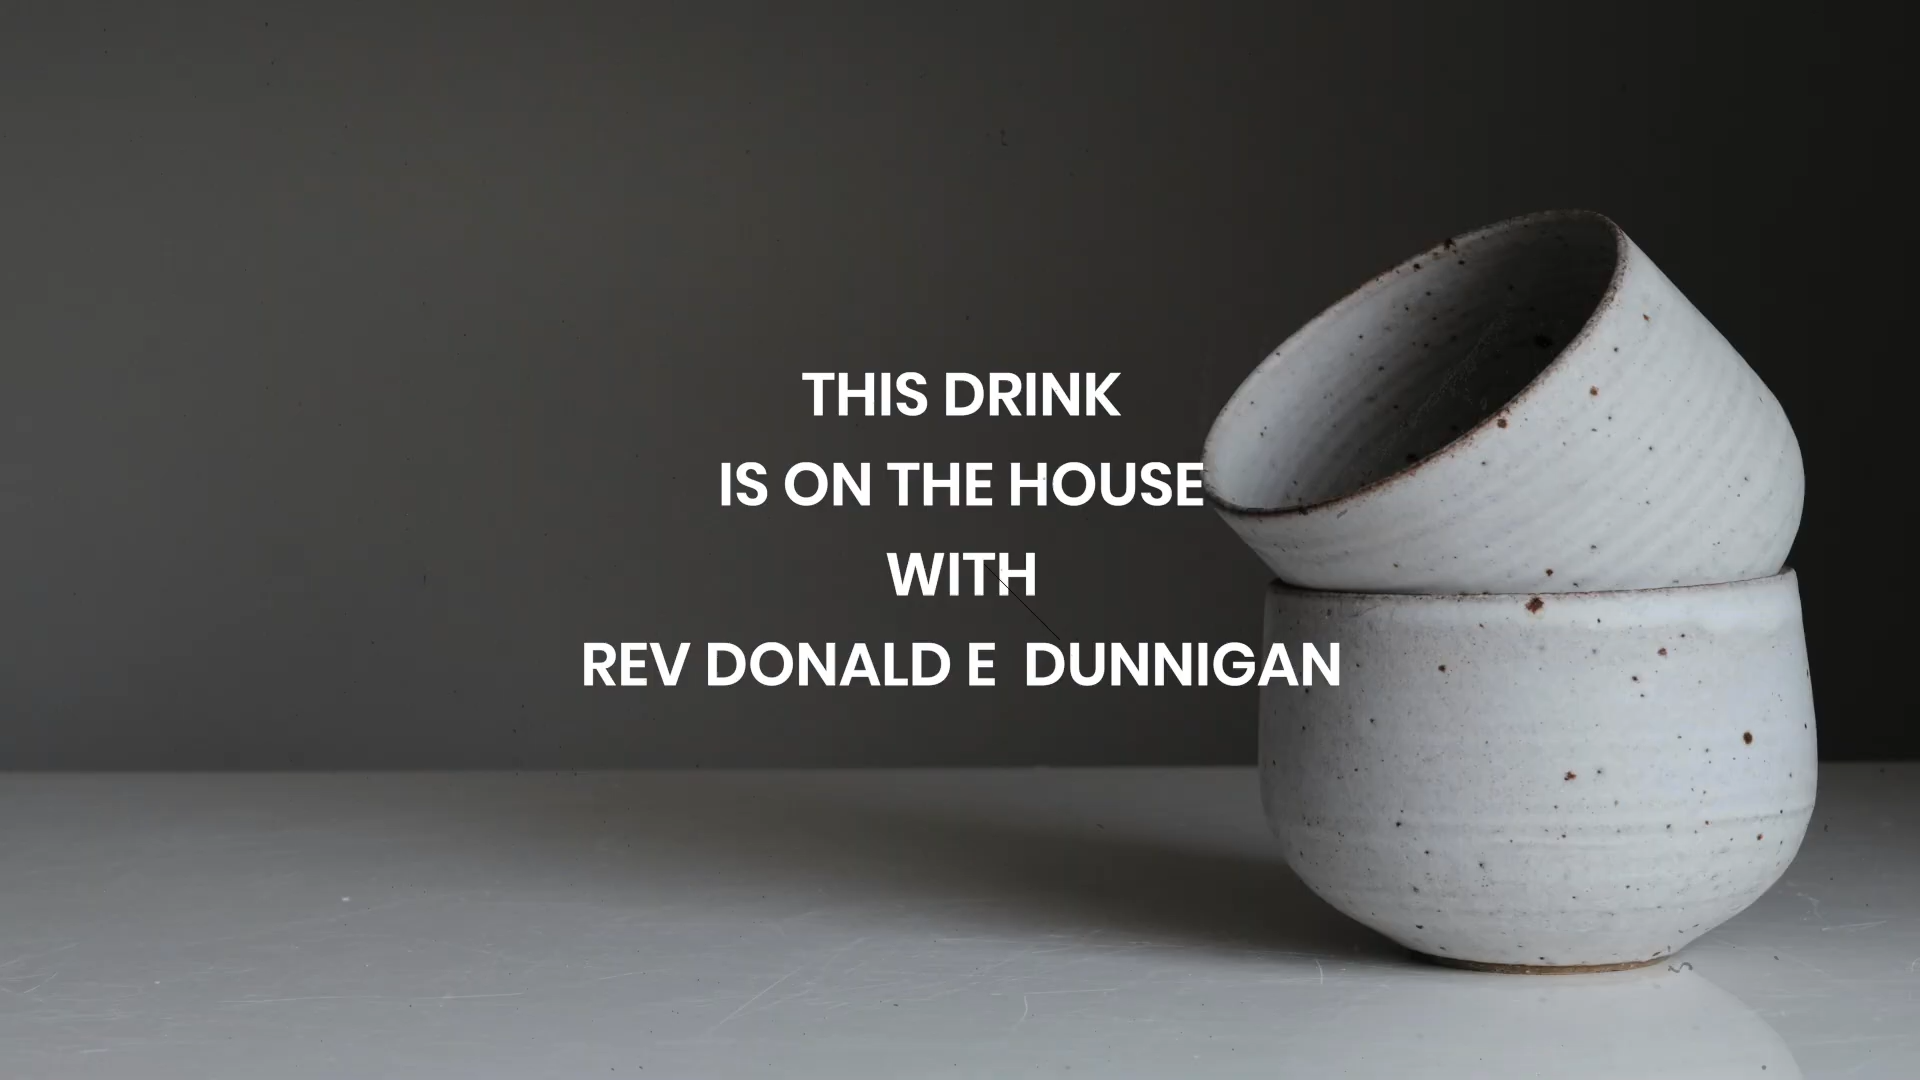 THIS DRINK
IS ON THE HOUSE
WITH
REV DONALD E  DUNNIGAN